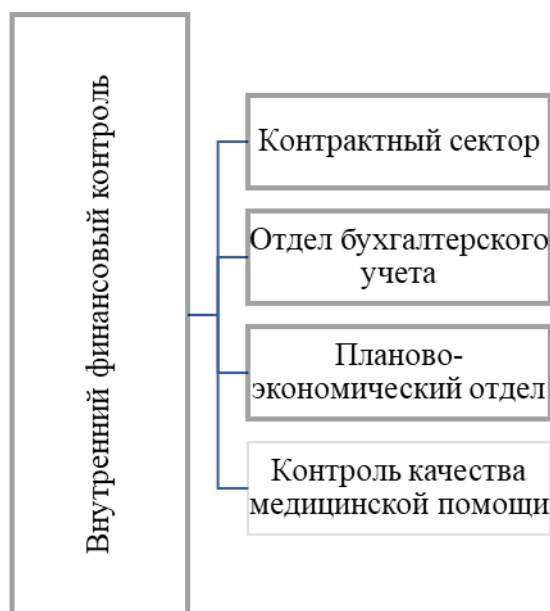 Внутренний финансовый контроль
Контрактный сектор
Отдел бухгалтерского
учета
Планово-
экономический отдел
Контроль качества
медицинской помощи